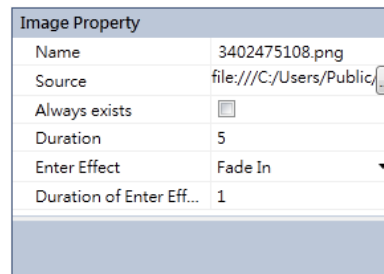 Image Property
Name 3402475108.png
Source file:///C:/Users/Public/
Always exists
Duration 5
Enter Effect Fade In
Duration of Enter Eff... 1